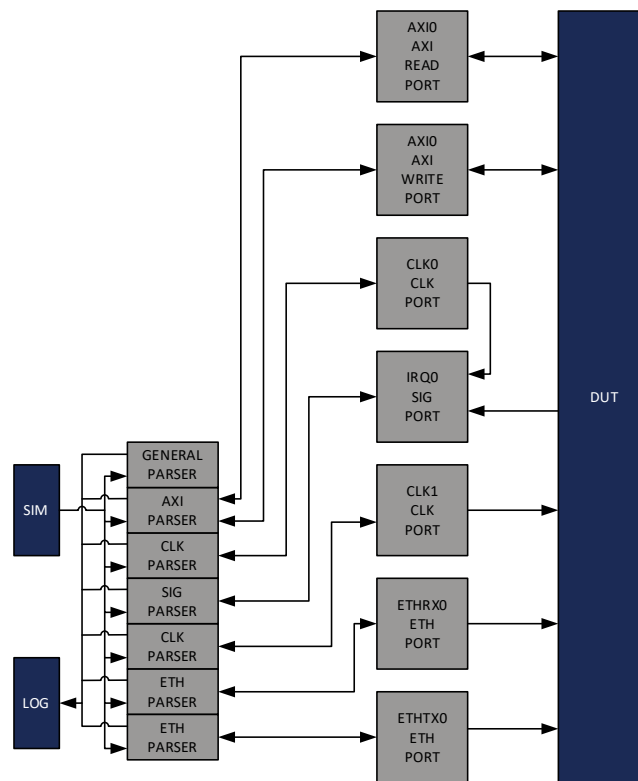 AXI0
AXI
READ
PORT
AXI0
AXI
WRITE
PORT
CLK0
CLK
PORT
IRQ0
SIG
PORT
DUT
GENERAL
PARSER
SIM
AXI
PARSER
CLK1
CLK
PORT
CLK
PARSER
SIG
PARSER
ETHRX0
ETH
PORT
CLK
PARSER
LOG
ETH
PARSER
ETH
PARSER
ETHTX0
ETH
PORT